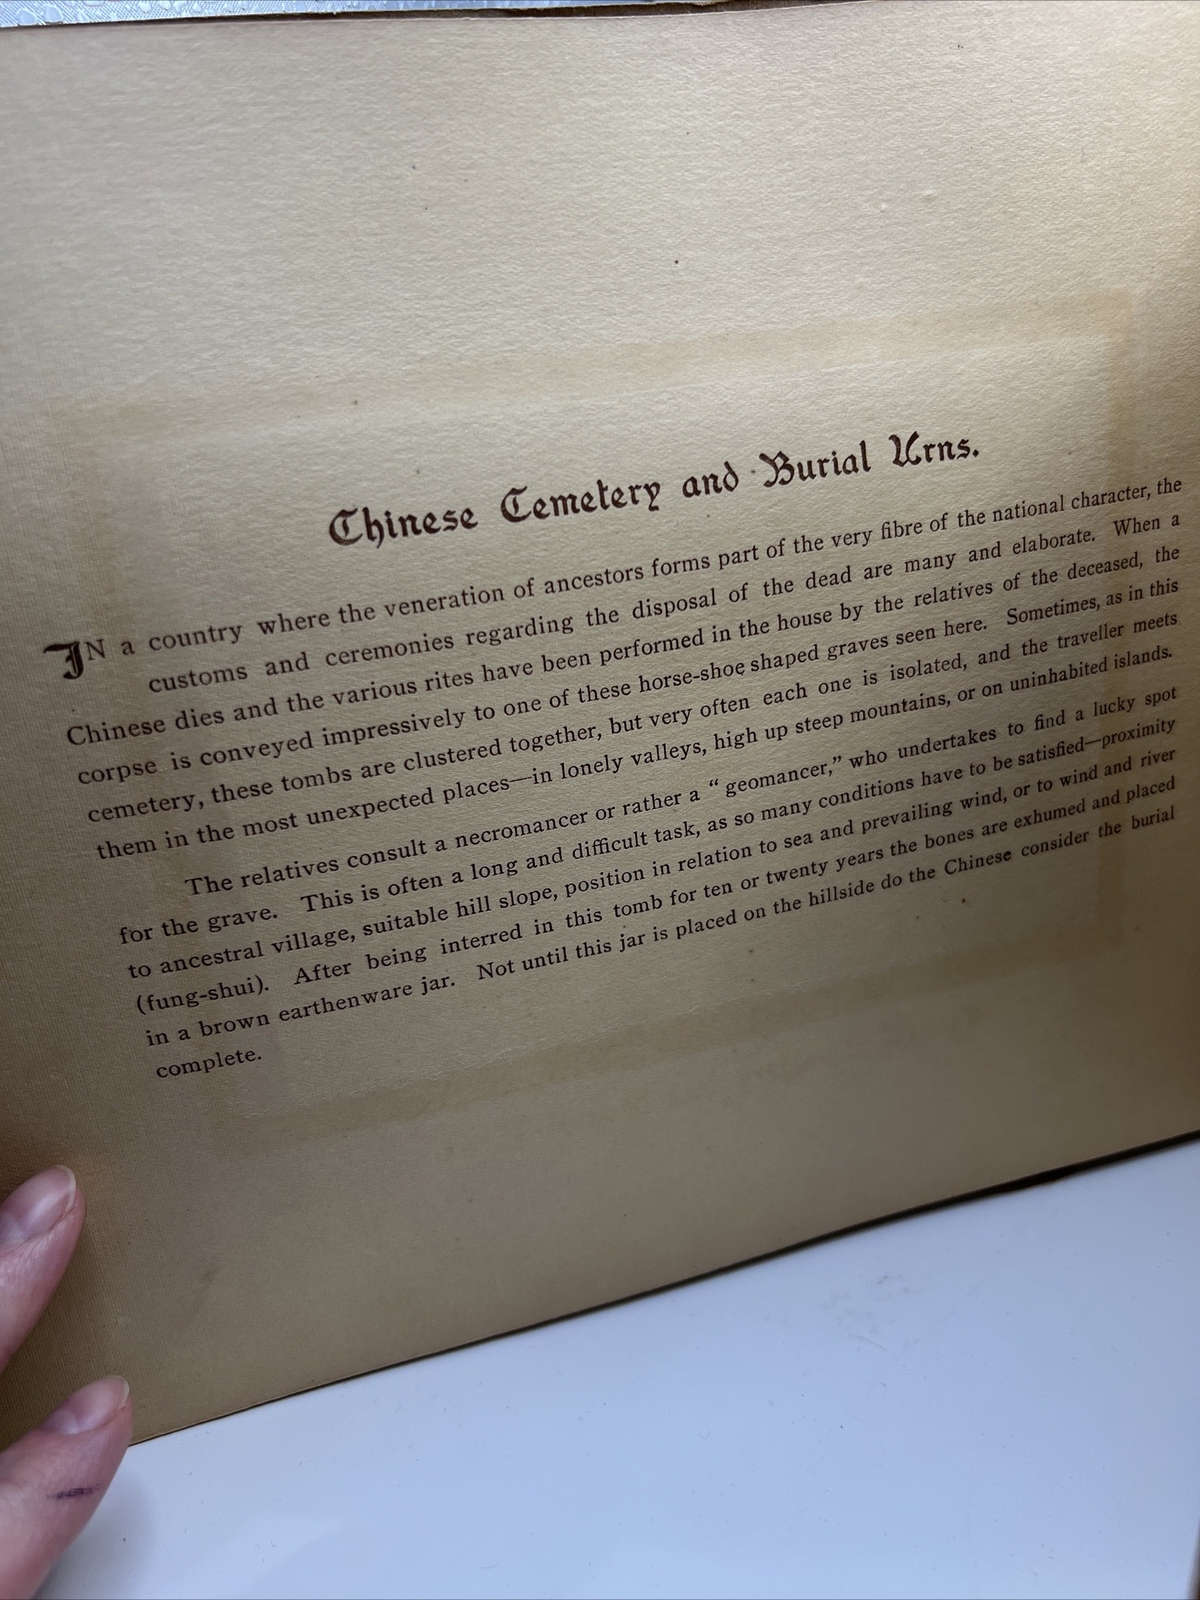 Chinese Cemetery and Burial Urns.
IN a country where the veneration of ancestors forms part of the very fibre of the national character, the
customs and ceremonies regarding the disposal of the dead are many and elaborate. When a
Chinese dies and the various rites have been performed in the house by the relatives of the deceased, the
corpse is conveyed impressively to one of these horse-shoe shaped graves seen here. Sometimes, as in this
cemetery, these tombs are clustered together, but very often each one is isolated, and the traveller meets
them in the most unexpected places—in lonely valleys, high up steep mountains, or on uninhabited islands.
The relatives consult a necromancer or rather a “ geomancer,” who undertakes to find a lucky spot
for the grave. This is often a long and difficult task, as so many conditions have to be satisfied—proximity
to ancestral village, suitable hill slope, position in relation to sea and prevailing wind, or to wind and river
(fung-shui). After being interred in this tomb for ten or twenty years the bones are exhumed and placed
in a brown earthenware jar. Not until this jar is placed on the hillside do the Chinese consider the burial
complete.